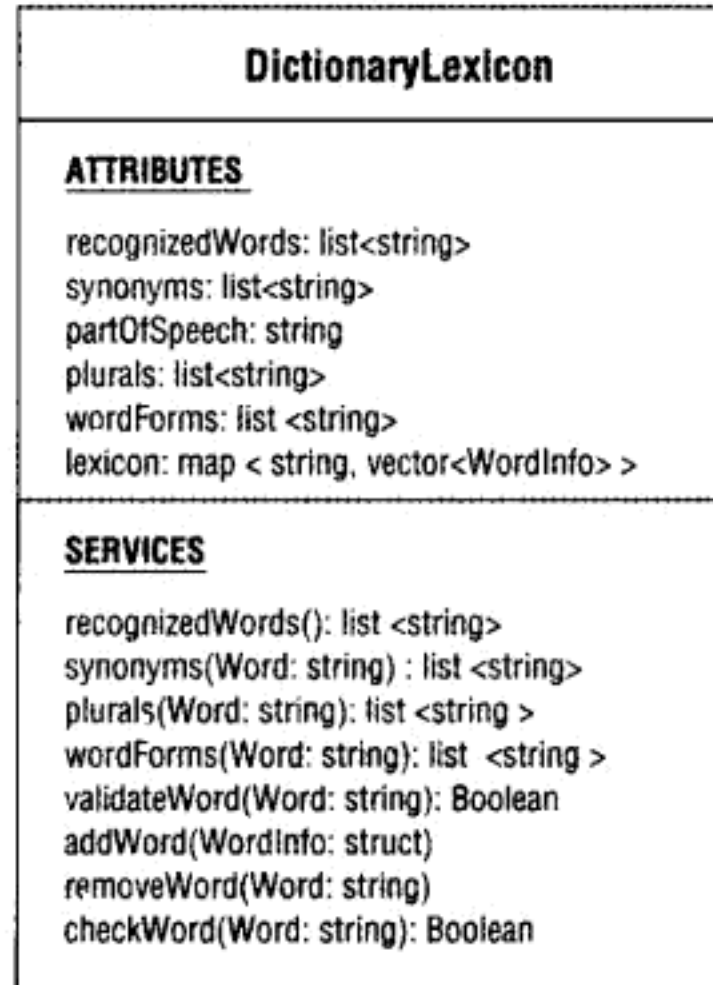 DictionaryLexicon
ATTRIBUTES
recognizedWords: list<string>
synonyms: list<string>
partOfSpeech: string
plurals: list<string>
wordForms: list <string>
lexicon: map < string, vector<WordInfo> >
SERVICES
recognizedWords(): list <string>
synonyms(Word: string) : list <string>
plurals(Word: string): list <string >
wordForms(Word: string): list <string >
validateWord(Word: string): Boolean
addWord(WordInfo: struct)
removeWord(Word: string)
checkWord(Word: string): Boolean